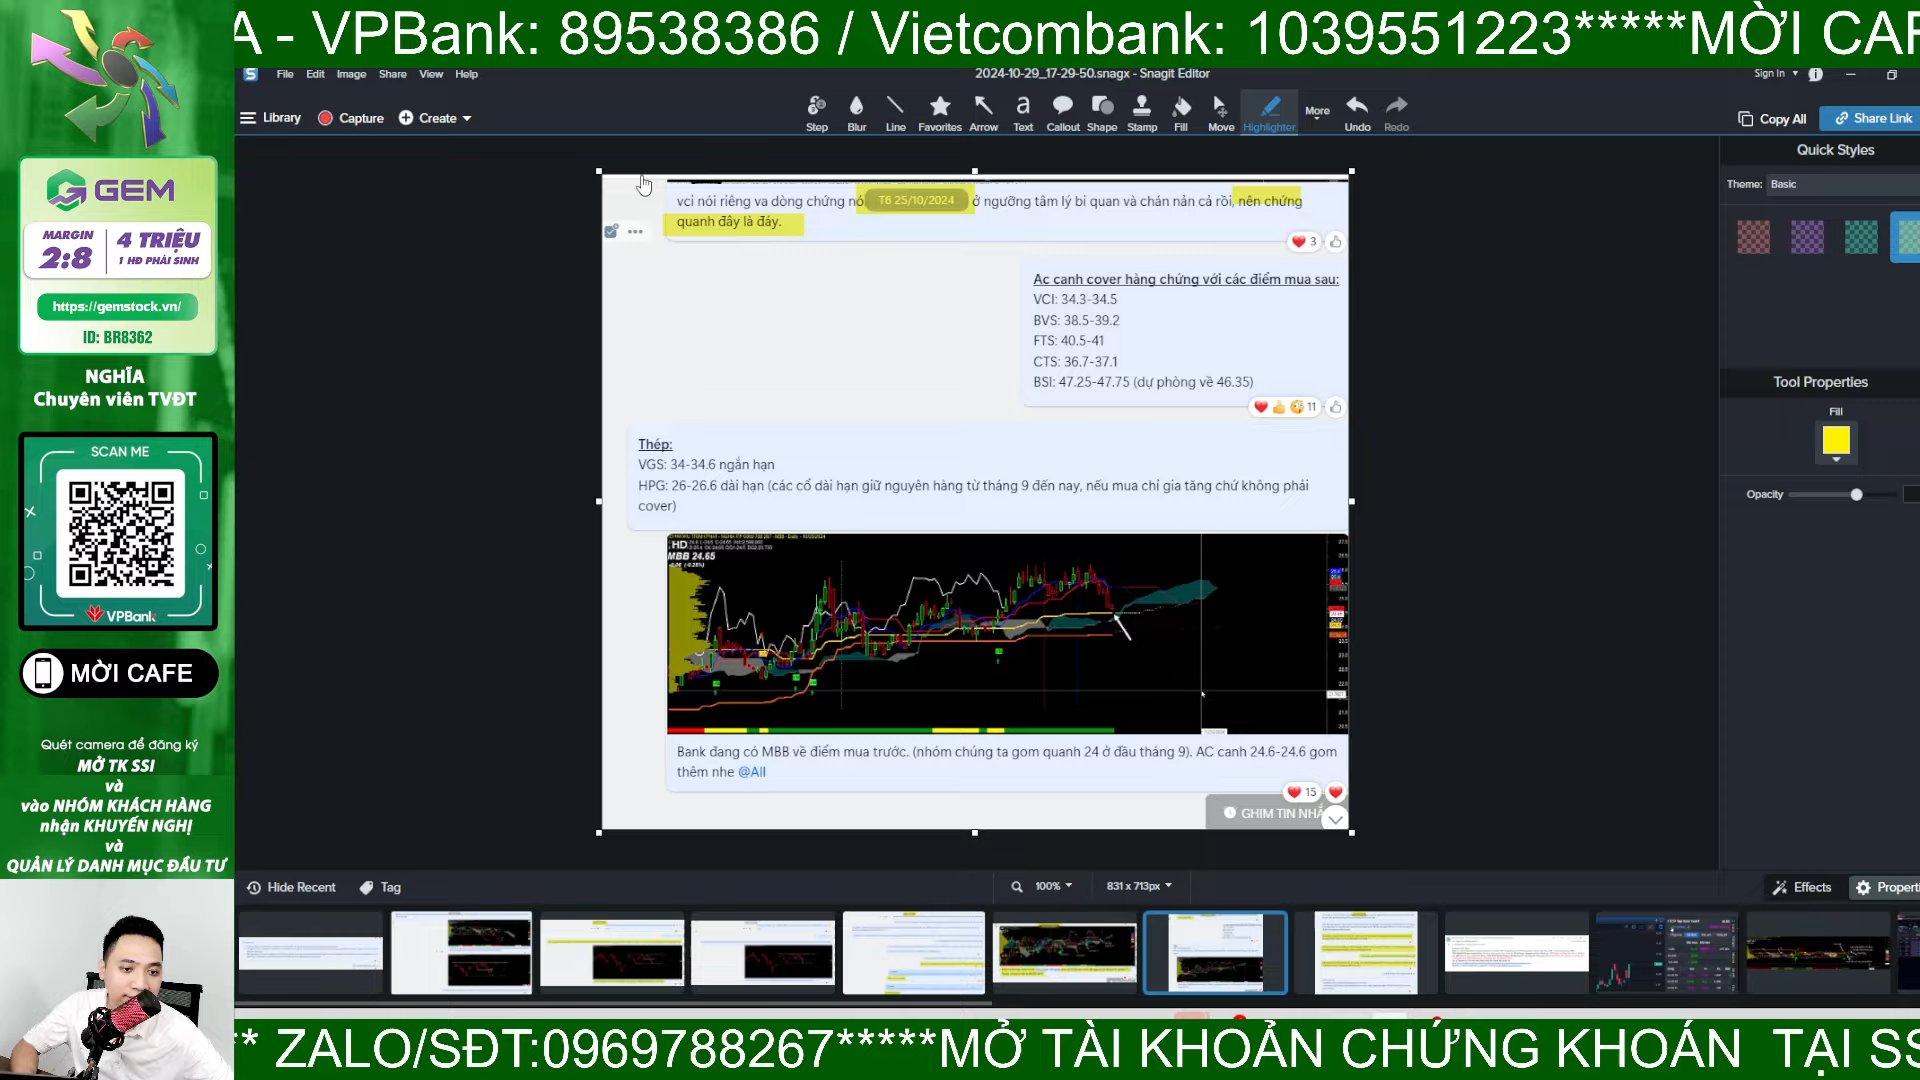 A - VPBank: 89538386 / Vietcombank: 1039551223*****MỜI CAF
GEM
MARGIN
2:8
4 TRIỆU
1 HĐ PHÁI SINH
https://gemstock.vn/
ID: BR8362
NGHĨA
Chuyên viên TVĐT
SCAN ME
VPBank
MỜI CAFE
Quét camera để đăng ký
MỞ TK SSI
và
vào NHÓM KHÁCH HÀNG
nhận KHUYẾN NGHỊ
và
QUẢN LÝ DANH MỤC ĐẦU TƯ
File Edit Image Share View Help
2024-10-29_17-29-50.snagx - Snagit Editor
Sign In
Library Capture Create
Step Blur Line Favorites Arrow Text Callout Shape Stamp Fill Move Highlighter More Undo Redo
Copy All Share Link
Quick Styles
Theme: Basic
Tool Properties
Fill
Opacity
vci nói riêng va dòng chứng nó T6 25/10/2024 ở ngưỡng tâm lý bi quan và chán nản cả rồi, nên chứng
quanh đây là đáy.
3
Ac canh cover hàng chứng với các điểm mua sau:
VCI: 34.3-34.5
BVS: 38.5-39.2
FTS: 40.5-41
CTS: 36.7-37.1
BSI: 47.25-47.75 (dự phòng về 46.35)
11
Thép:
VGS: 34-34.6 ngắn hạn
HPG: 26-26.6 dài hạn (các cổ dài hạn giữ nguyên hàng từ tháng 9 đến nay, nếu mua chỉ gia tăng chứ không phải
cover)
HD
MBB 24.65
Bank đang có MBB về điểm mua trước. (nhóm chúng ta gom quanh 24 ở đầu tháng 9). AC canh 24.6-24.6 gom
thêm nhe @All
15
GHIM TIN NH
Hide Recent Tag
100% 831 x 713px
Effects Properti
** ZALO/SĐT:0969788267*****MỞ TÀI KHOẢN CHỨNG KHOÁN TẠI SS